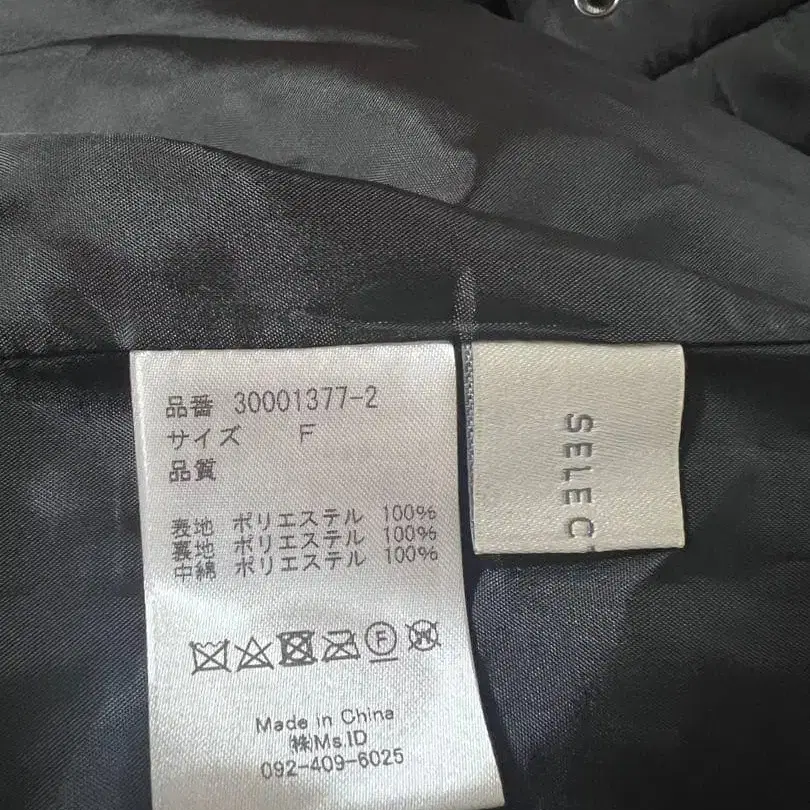 品番 30001377-2
サイズ F
品質
表地 ポリエステル 100%
裏地 ポリエステル 100%
中綿 ポリエステル 100%
F
W
Made in China
㈱Ms.ID
092-409-6025
SELEC